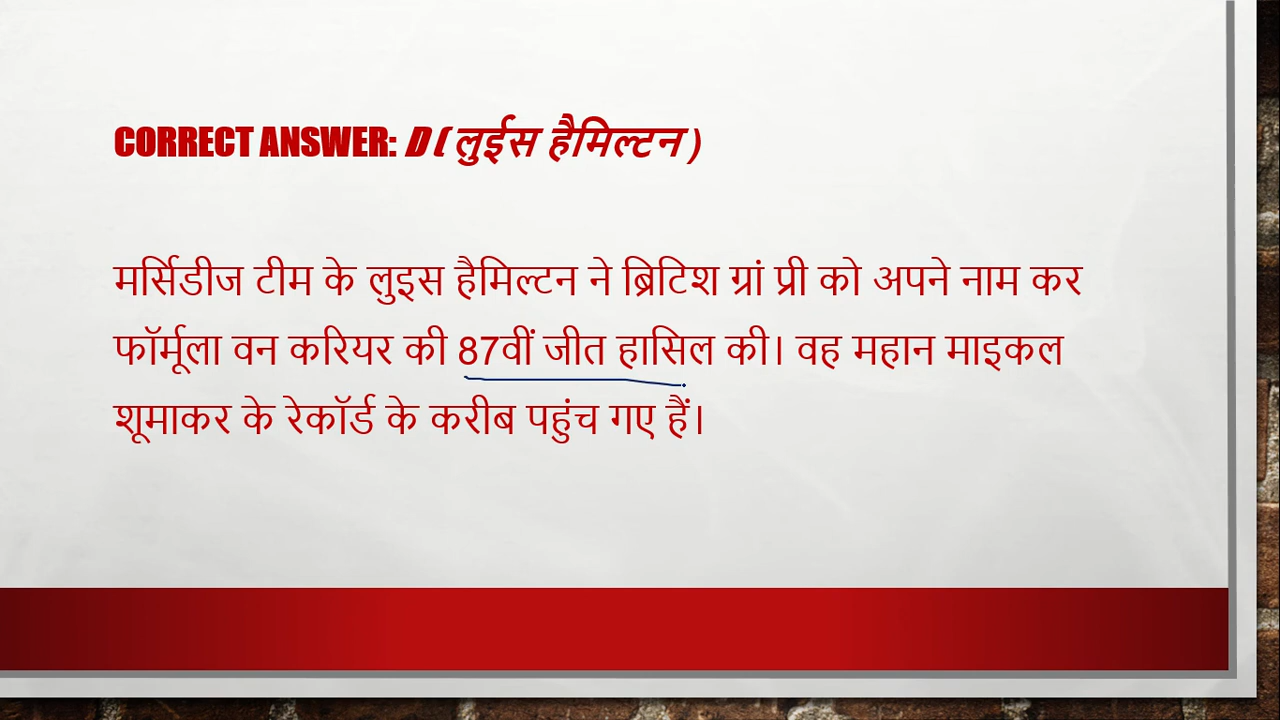 CORRECT ANSWER: D ( लुईस हैमिल्टन )
मर्सिडीज टीम के लुइस हैमिल्टन ने ब्रिटिश ग्रां प्री को अपने नाम कर
फॉर्मूला वन करियर की 87वीं जीत हासिल की। वह महान माइकल
शूमाकर के रेकॉर्ड के करीब पहुंच गए हैं।